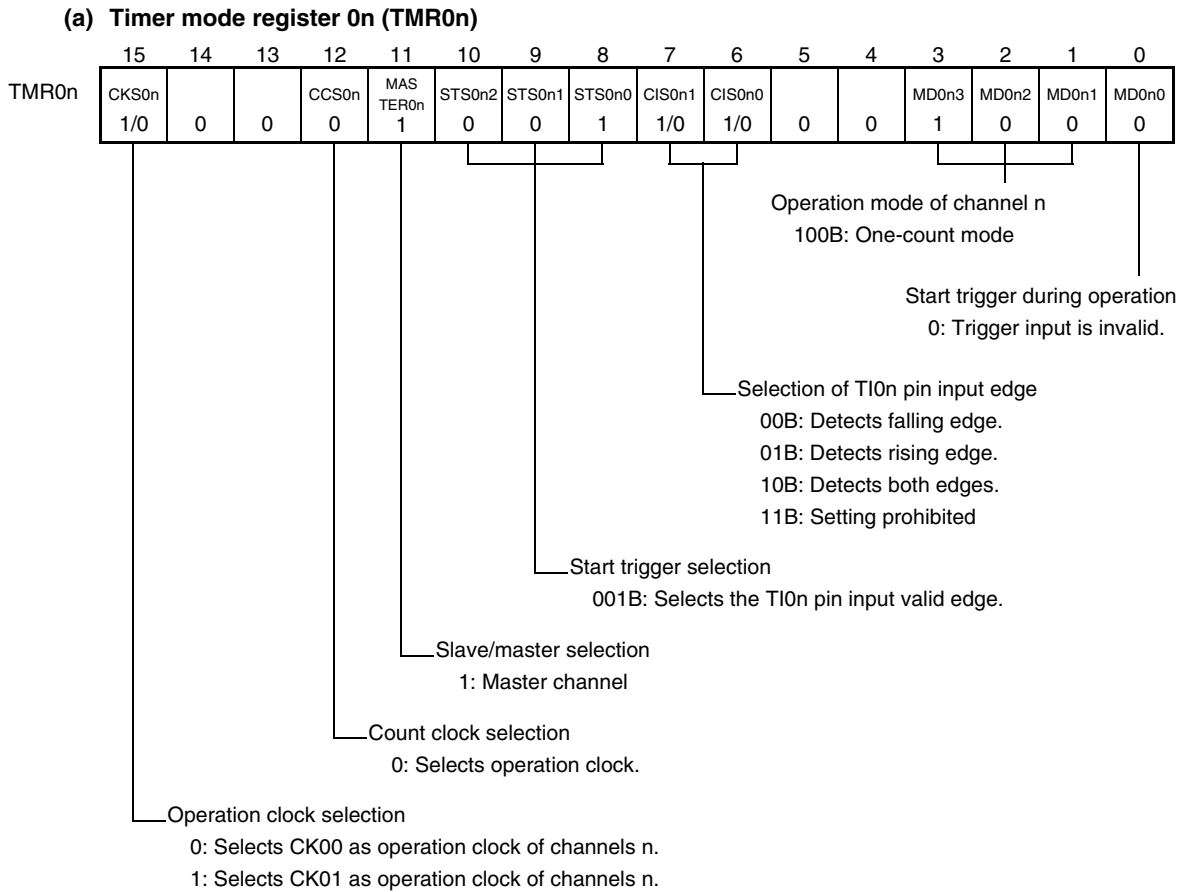 (a) Timer mode register 0n (TMR0n)
15 14 13 12 11 10 9 8 7 6 5 4 3 2 1 0
TMR0n CKS0n CCS0n MAS TER0n STS0n2 STS0n1 STS0n0 CIS0n1 CIS0n0 MD0n3 MD0n2 MD0n1 MD0n0
1/0 0 0 0 1 0 0 1 1/0 1/0 0 0 1 0 0 0
Operation mode of channel n
100B: One-count mode
Start trigger during operation
0: Trigger input is invalid.
Selection of TI0n pin input edge
00B: Detects falling edge.
01B: Detects rising edge.
10B: Detects both edges.
11B: Setting prohibited
Start trigger selection
001B: Selects the TI0n pin input valid edge.
Slave/master selection
1: Master channel
Count clock selection
0: Selects operation clock.
Operation clock selection
0: Selects CK00 as operation clock of channels n.
1: Selects CK01 as operation clock of channels n.